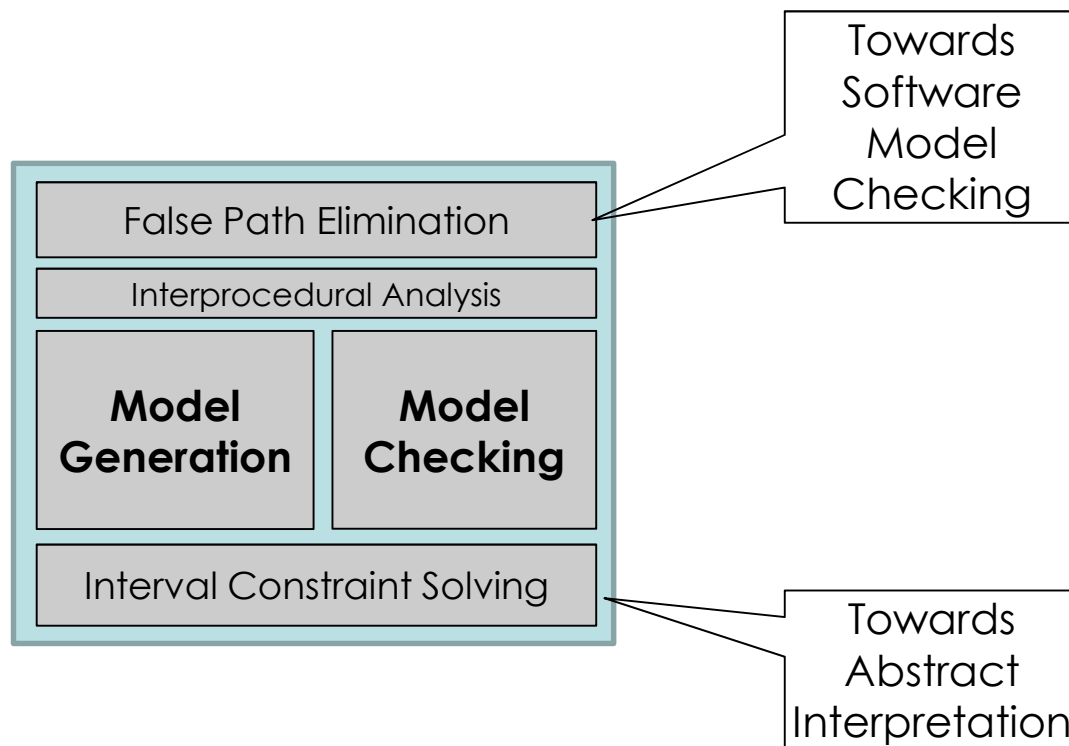 Towards
Software
Model
Checking
False Path Elimination
Interprocedural Analysis
Model
Generation
Model
Checking
Interval Constraint Solving
Towards
Abstract
Interpretation